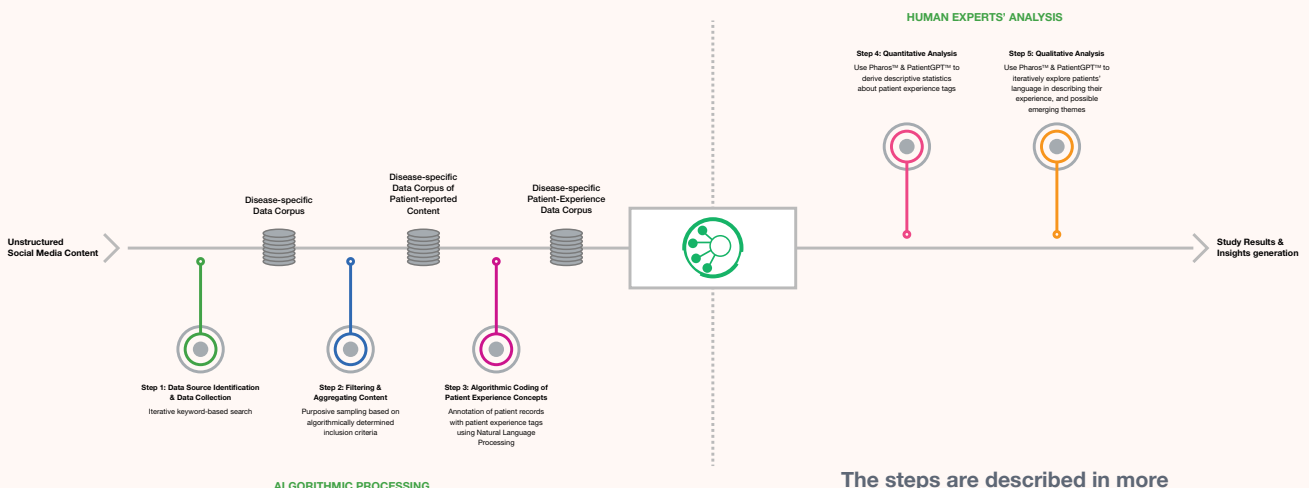 HUMAN EXPERTS' ANALYSIS
Step 4: Quantitative Analysis
Use Pharos™ & PatientGPT™ to
derive descriptive statistics
about patient experience tags
Step 5: Qualitative Analysis
Use Pharos™ & PatientGPT™ to
iteratively explore patients'
language in describing their
experience, and possible
emerging themes
Unstructured
Social Media Content
Disease-specific
Data Corpus
Disease-specific
Data Corpus of
Patient-reported
Content
Disease-specific
Patient-Experience
Data Corpus
Study Results &
Insights generation
Step 1: Data Source Identification
& Data Collection
Iterative keyword-based search
Step 2: Filtering &
Aggregating Content
Purposive sampling based on
algorithmically determined
inclusion criteria
Step 3: Algorithmic Coding of
Patient Experience Concepts
Annotation of patient records
with patient experience tags
using Natural Language
Processing
ALGORITHMIC PROCESSING
The steps are described in more